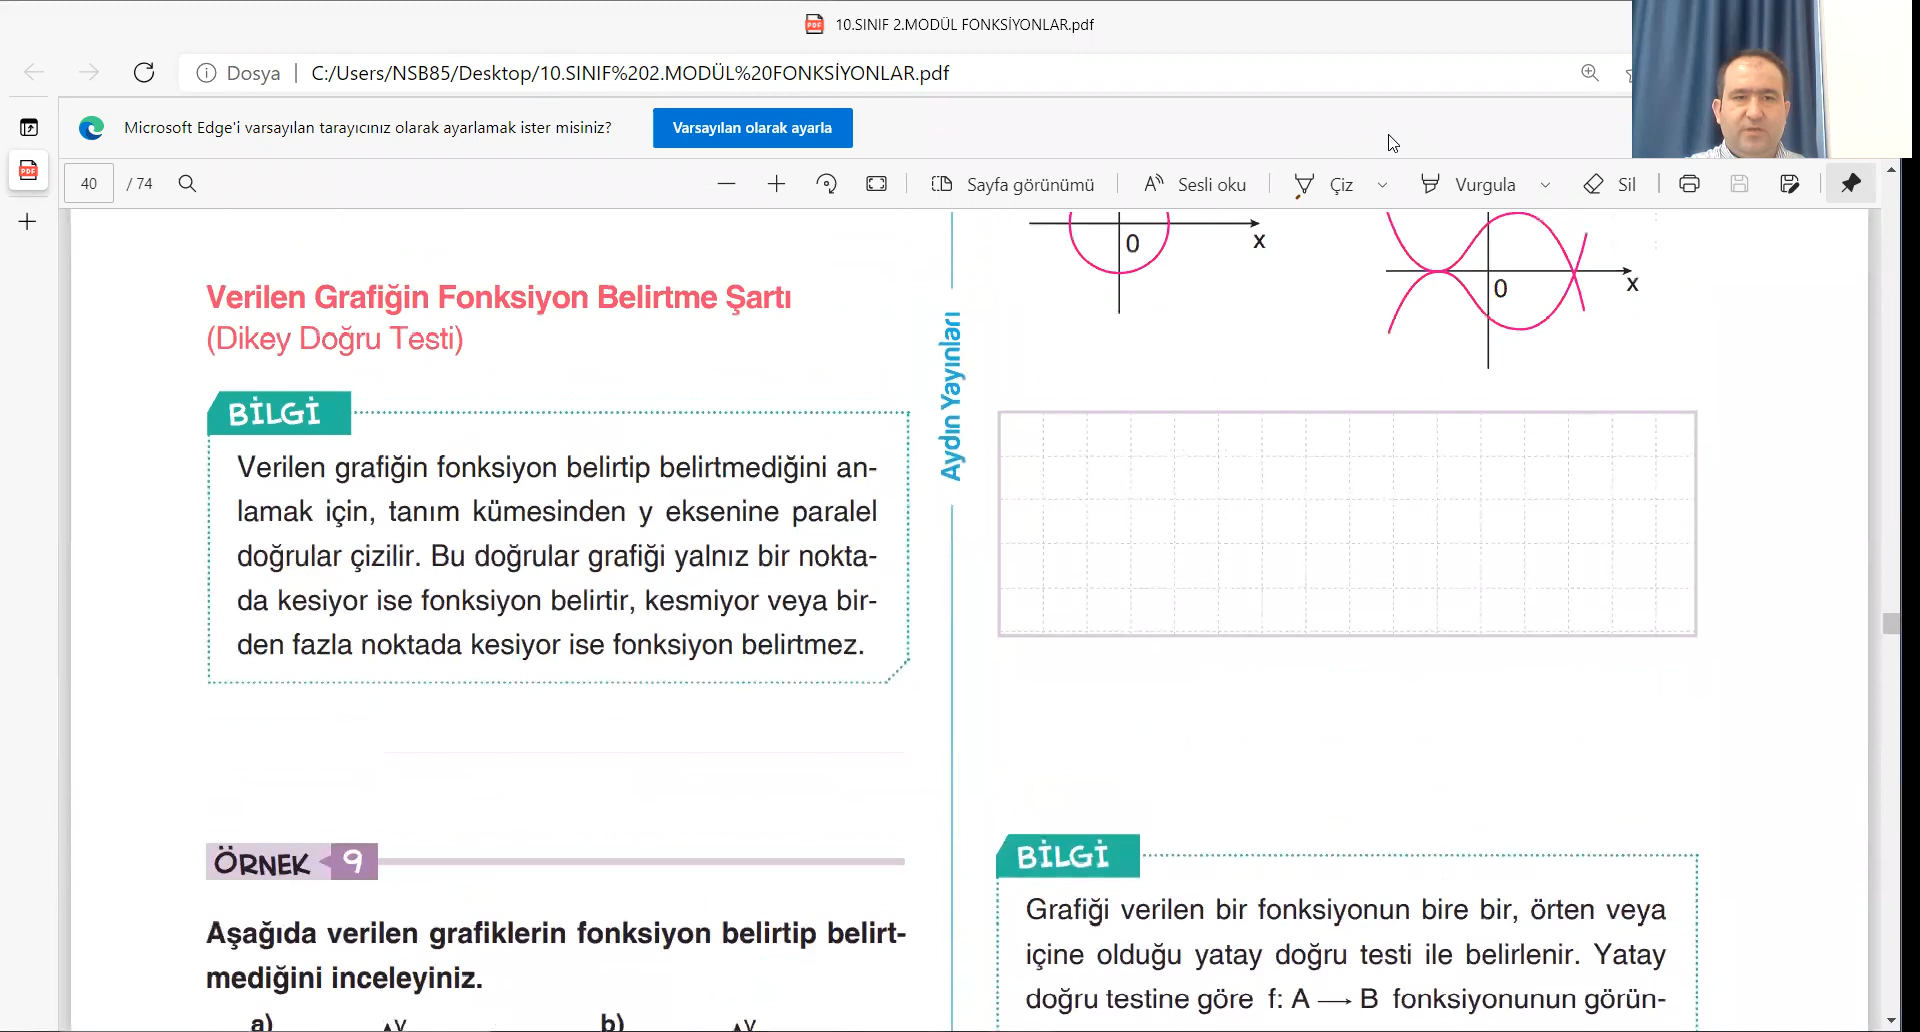 10.SINIF 2.MODÜL FONKSİYONLAR.pdf
Dosya | C:/Users/NSB85/Desktop/10.SINIF%202.MODÜL%20FONKSİYONLAR.pdf
Microsoft Edge'i varsayılan tarayıcınız olarak ayarlamak ister misiniz?
Varsayılan olarak ayarla
40 / 74
Sayfa görünümü
Sesli oku
Çiz
Vurgula
Sil
Verilen Grafiğin Fonksiyon Belirtme Şartı
(Dikey Doğru Testi)
BİLGİ
Verilen grafiğin fonksiyon belirtip belirtmediğini an-
lamak için, tanım kümesinden y eksenine paralel
doğrular çizilir. Bu doğrular grafiği yalnız bir nokta-
da kesiyor ise fonksiyon belirtir, kesmiyor veya bir-
den fazla noktada kesiyor ise fonksiyon belirtmez.
ÖRNEK 9
Aşağıda verilen grafiklerin fonksiyon belirtip belirt-
mediğini inceleyiniz.
a)
y
b)
y
Aydın Yayınları
0
x
0
x
BİLGİ
Grafiği verilen bir fonksiyonun bire bir, örten veya
içine olduğu yatay doğru testi ile belirlenir. Yatay
doğru testine göre f: A → B fonksiyonunun görün-